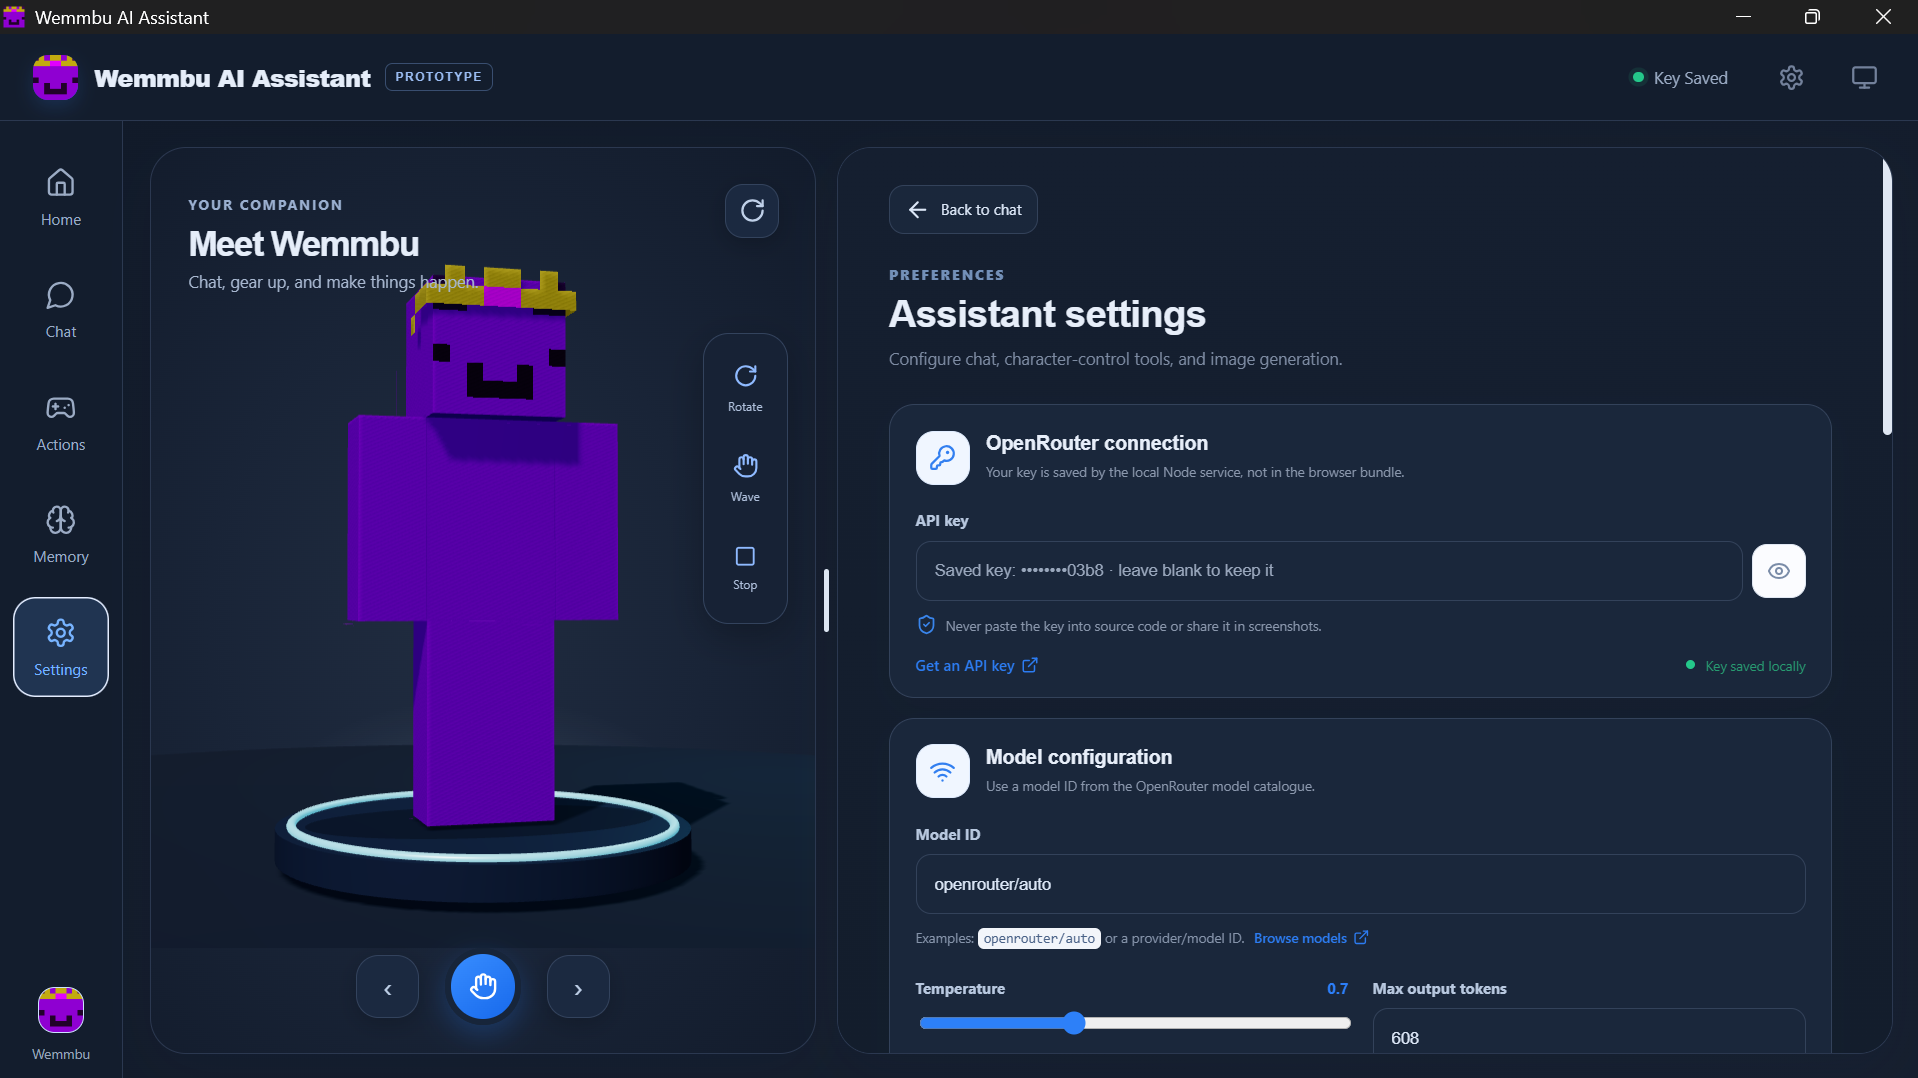 Wemmbu AI Assistant
Wemmbu AI Assistant PROTOTYPE
Key Saved
Home
Chat
Actions
Memory
Settings
Wemmbu
YOUR COMPANION
Meet Wemmbu
Chat, gear up, and make things happen.
Rotate
Wave
Stop
Back to chat
PREFERENCES
Assistant settings
Configure chat, character-control tools, and image generation.
OpenRouter connection
Your key is saved by the local Node service, not in the browser bundle.
API key
Saved key: ••••••••03b8 · leave blank to keep it
Never paste the key into source code or share it in screenshots.
Get an API key
Key saved locally
Model configuration
Use a model ID from the OpenRouter model catalogue.
Model ID
openrouter/auto
Examples: openrouter/auto or a provider/model ID. Browse models
Temperature 0.7
Max output tokens
608